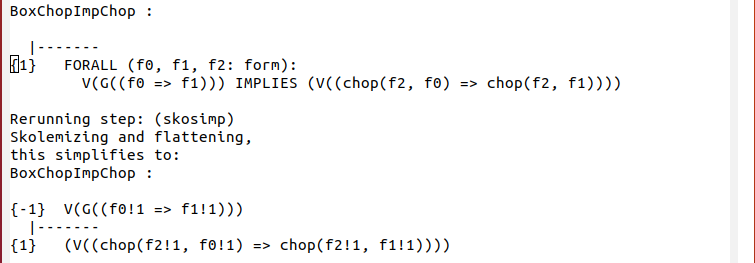 BoxChopImpChop :
|-------
{1}   FORALL (f0, f1, f2: form):
V(G((f0 => f1))) IMPLIES (V((chop(f2, f0) => chop(f2, f1))))
Rerunning step: (skosimp)
Skolemizing and flattening,
this simplifies to:
BoxChopImpChop :
{-1}  V(G((f0!1 => f1!1)))
|-------
{1}   (V((chop(f2!1, f0!1) => chop(f2!1, f1!1))))